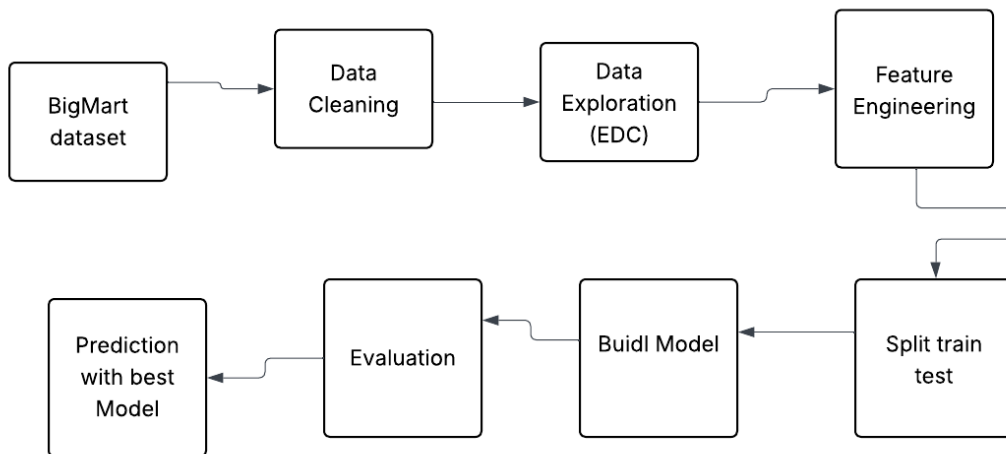 BigMart
dataset
Data
Cleaning
Data
Exploration
(EDC)
Feature
Engineering
Split train
test
Buidl Model
Evaluation
Prediction
with best
Model